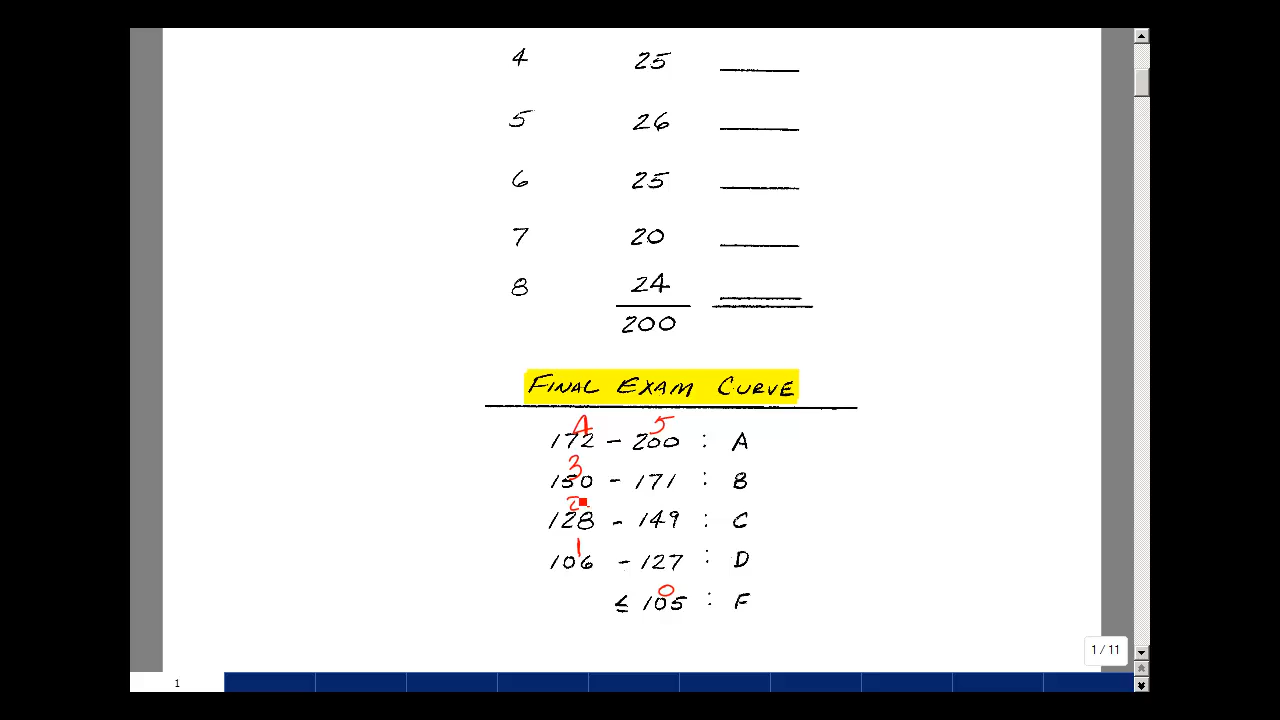 4 25
5 26
6 25
7 20
8 24
200
FINAL EXAM CURVE
4 5
172 - 200 : A
3
150 - 171 : B
2
128 - 149 : C
1
106 - 127 : D
0
≤ 105 : F
1 / 11
1